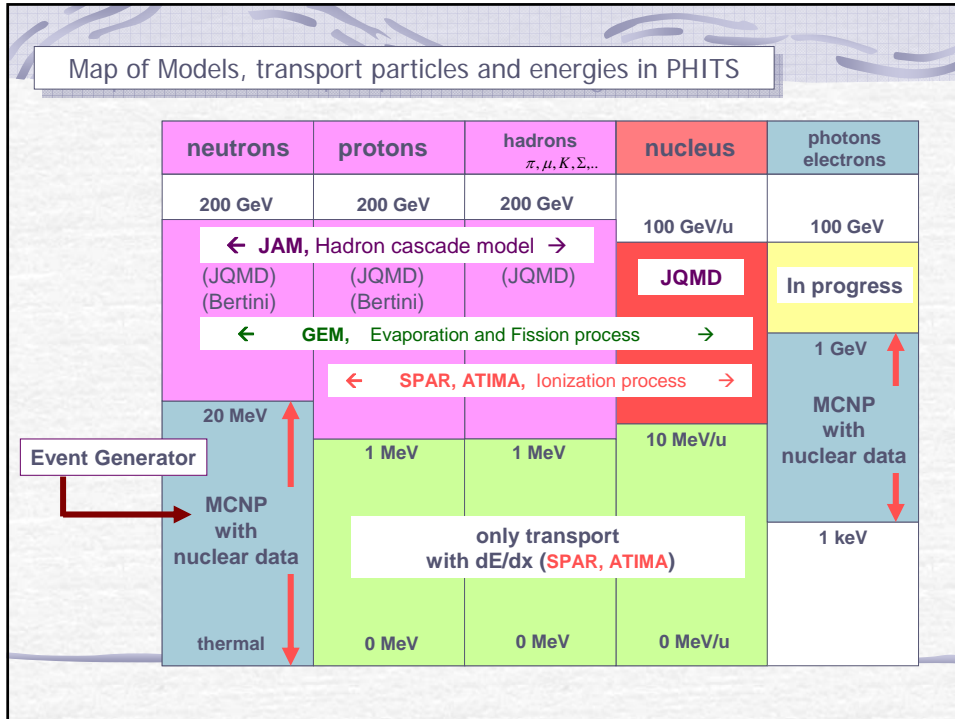 Map of Models, transport particles and energies in PHITS
neutrons
protons
hadrons
π, μ, K, Σ,..
nucleus
photons
electrons
200 GeV
200 GeV
200 GeV
100 GeV/u
100 GeV
← JAM, Hadron cascade model →
(JQMD)
(Bertini)
(JQMD)
(Bertini)
(JQMD)
JQMD
In progress
← GEM, Evaporation and Fission process →
1 GeV
← SPAR, ATIMA, Ionization process →
20 MeV
1 MeV
1 MeV
10 MeV/u
MCNP
with
nuclear data
Event Generator
MCNP
with
nuclear data
only transport
with dE/dx (SPAR, ATIMA)
1 keV
thermal
0 MeV
0 MeV
0 MeV/u